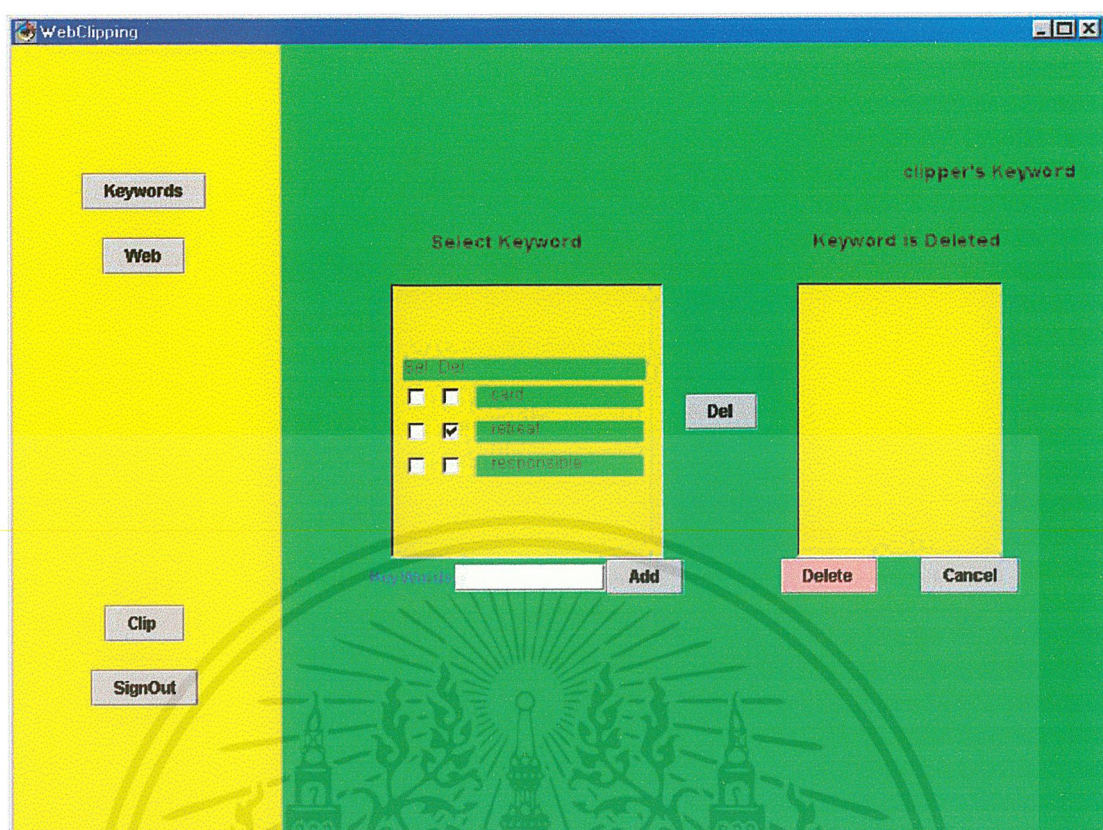 WebClipping
clipper's Keyword
Keywords
Select Keyword
Keyword is Deleted
Web
Sel Del
card
Del
retreat
responsible
KeyWords
Add
Delete
Cancel
Clip
SignOut